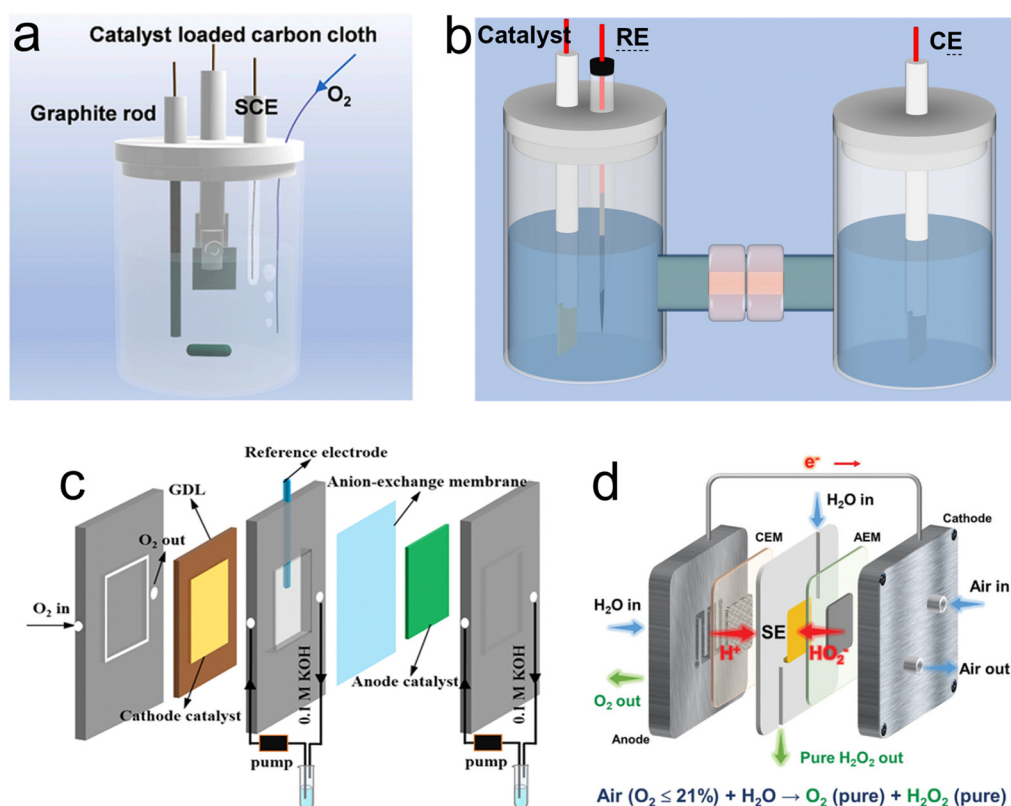 a
Catalyst loaded carbon cloth
Graphite rod
SCE
O₂
b
Catalyst
RE
CE
c
Reference electrode
GDL
Anion-exchange membrane
O₂ out
O₂ in
Cathode catalyst
Anode catalyst
0.1 M KOH
0.1 M KOH
pump
pump
d
e⁻
H₂O in
Cathode
CEM
AEM
H₂O in
Air in
SE
H⁺
HO₂⁻
O₂ out
Air out
Anode
Pure H₂O₂ out
Air (O₂ ≤ 21%) + H₂O → O₂ (pure) + H₂O₂ (pure)